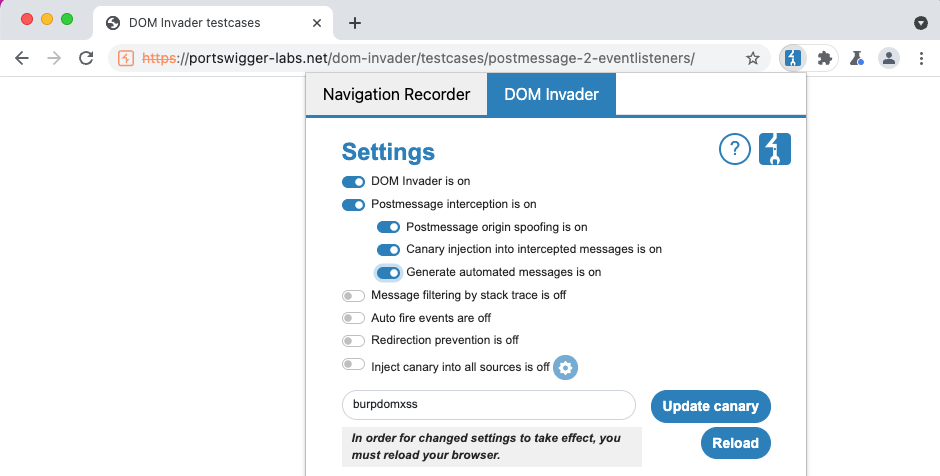 DOM Invader testcases
https://portswigger-labs.net/dom-invader/testcases/postmessage-2-eventlisteners/
Navigation Recorder
DOM Invader
Settings
?
DOM Invader is on
Postmessage interception is on
Postmessage origin spoofing is on
Canary injection into intercepted messages is on
Generate automated messages is on
Message filtering by stack trace is off
Auto fire events are off
Redirection prevention is off
Inject canary into all sources is off
burpdomxss
Update canary
In order for changed settings to take effect, you
must reload your browser.
Reload